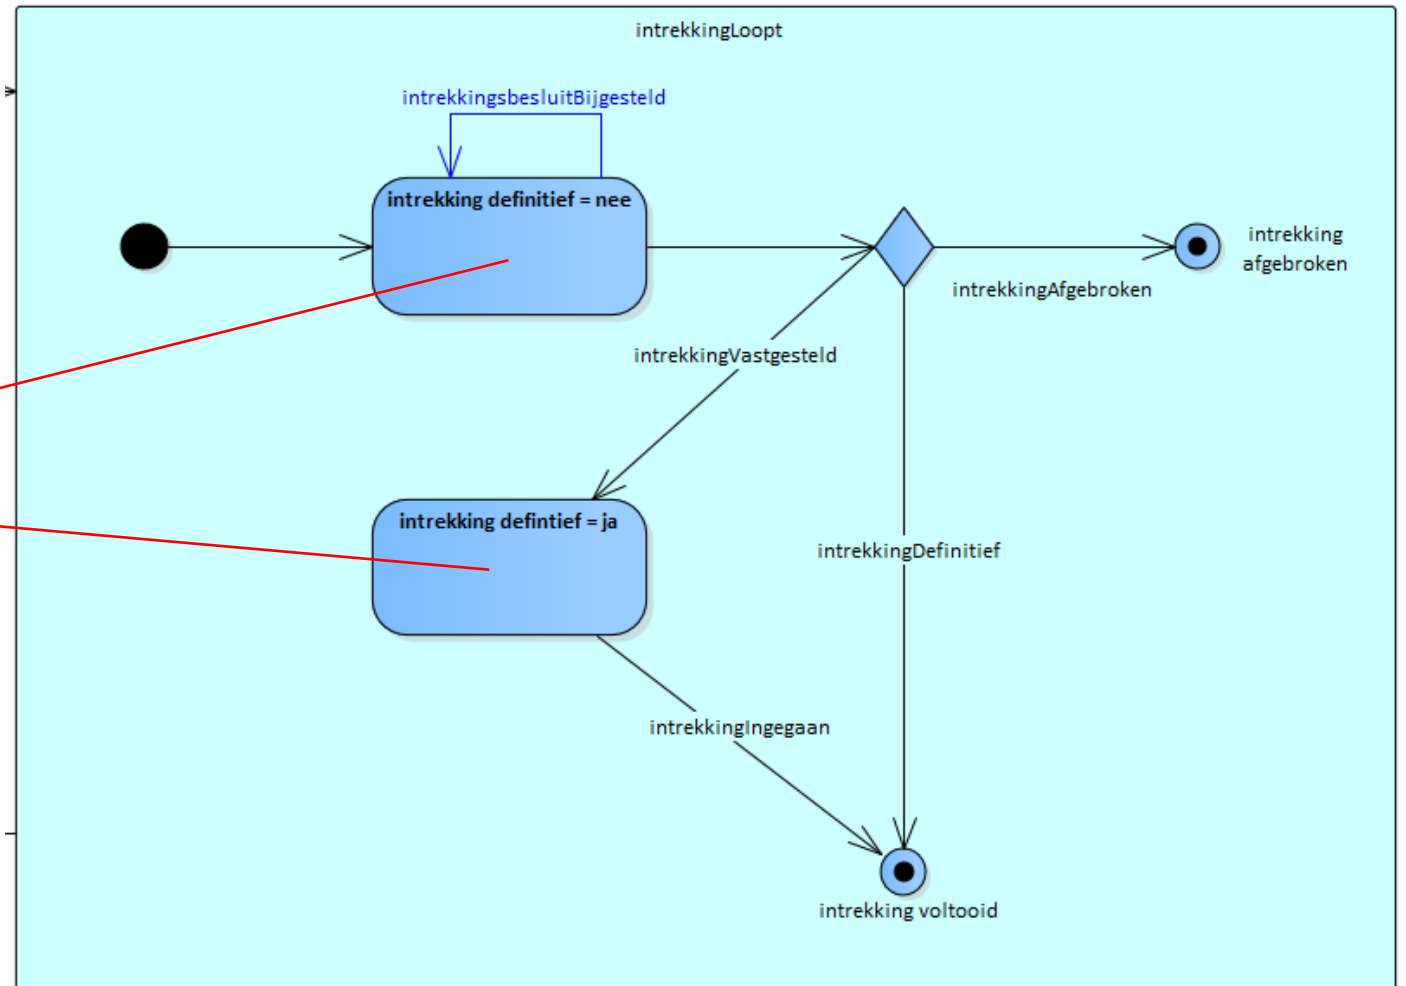 intrekkingLoopt
intrekkingsbesluitBijgesteld
intrekking definitief = nee
intrekking
afgebroken
intrekkingAfgebroken
intrekkingVastgesteld
intrekking defintief = ja
intrekkingDefinitief
intrekkingIngegaan
intrekking voltooid